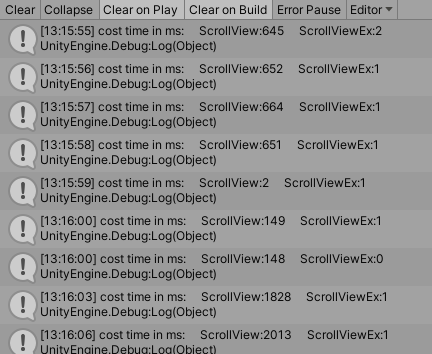 Clear Collapse Clear on Play Clear on Build Error Pause Editor
[13:15:55] cost time in ms: ScrollView:645 ScrollViewEx:2
UnityEngine.Debug:Log(Object)
[13:15:56] cost time in ms: ScrollView:652 ScrollViewEx:1
UnityEngine.Debug:Log(Object)
[13:15:57] cost time in ms: ScrollView:664 ScrollViewEx:1
UnityEngine.Debug:Log(Object)
[13:15:58] cost time in ms: ScrollView:651 ScrollViewEx:1
UnityEngine.Debug:Log(Object)
[13:15:59] cost time in ms: ScrollView:2 ScrollViewEx:1
UnityEngine.Debug:Log(Object)
[13:16:00] cost time in ms: ScrollView:149 ScrollViewEx:1
UnityEngine.Debug:Log(Object)
[13:16:00] cost time in ms: ScrollView:148 ScrollViewEx:0
UnityEngine.Debug:Log(Object)
[13:16:03] cost time in ms: ScrollView:1828 ScrollViewEx:1
UnityEngine.Debug:Log(Object)
[13:16:06] cost time in ms: ScrollView:2013 ScrollViewEx:1
UnityEngine.Debug:Log(Object)